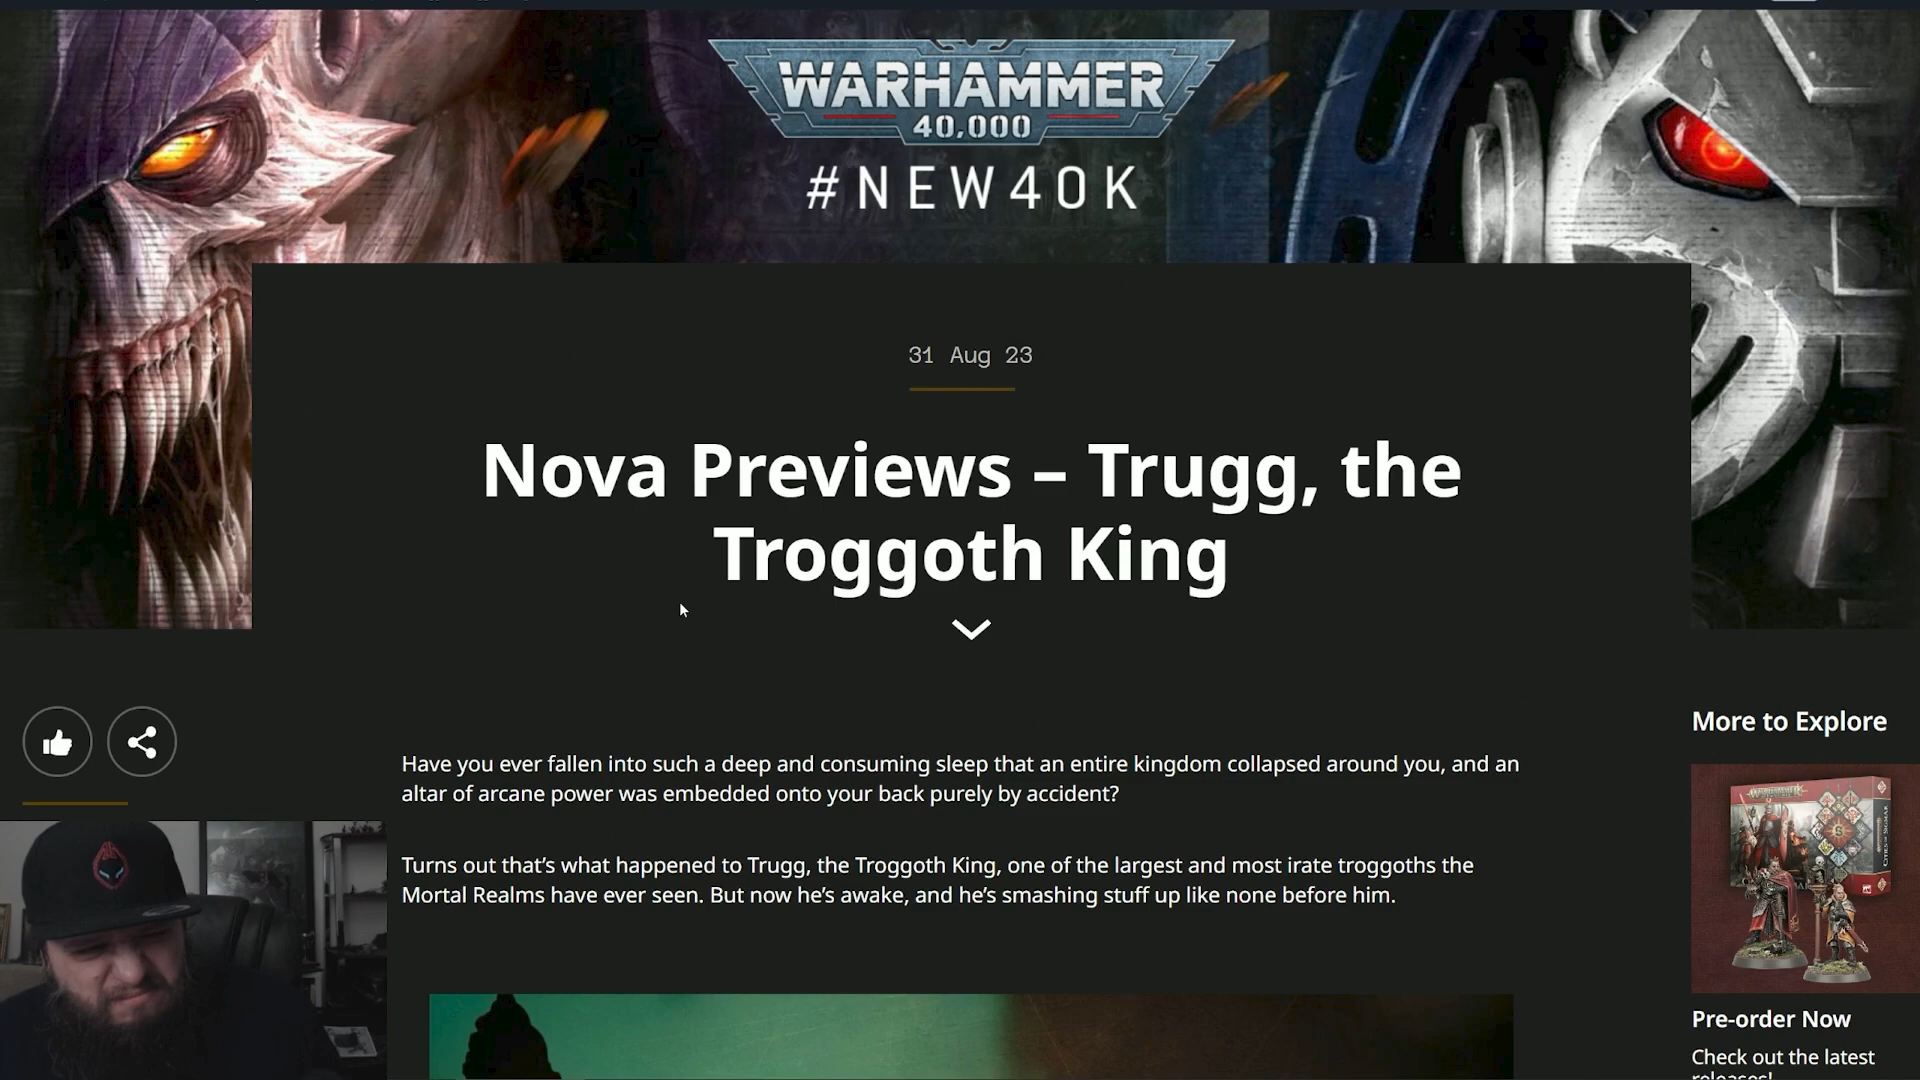 WARHAMMER
40,000
#NEW40K
31 Aug 23
Nova Previews – Trugg, the
Troggoth King
Have you ever fallen into such a deep and consuming sleep that an entire kingdom collapsed around you, and an
altar of arcane power was embedded onto your back purely by accident?
Turns out that’s what happened to Trugg, the Troggoth King, one of the largest and most irate troggoths the
Mortal Realms have ever seen. But now he’s awake, and he’s smashing stuff up like none before him.
More to Explore
WARHAMMER
Pre-order Now
Check out the latest
releases!